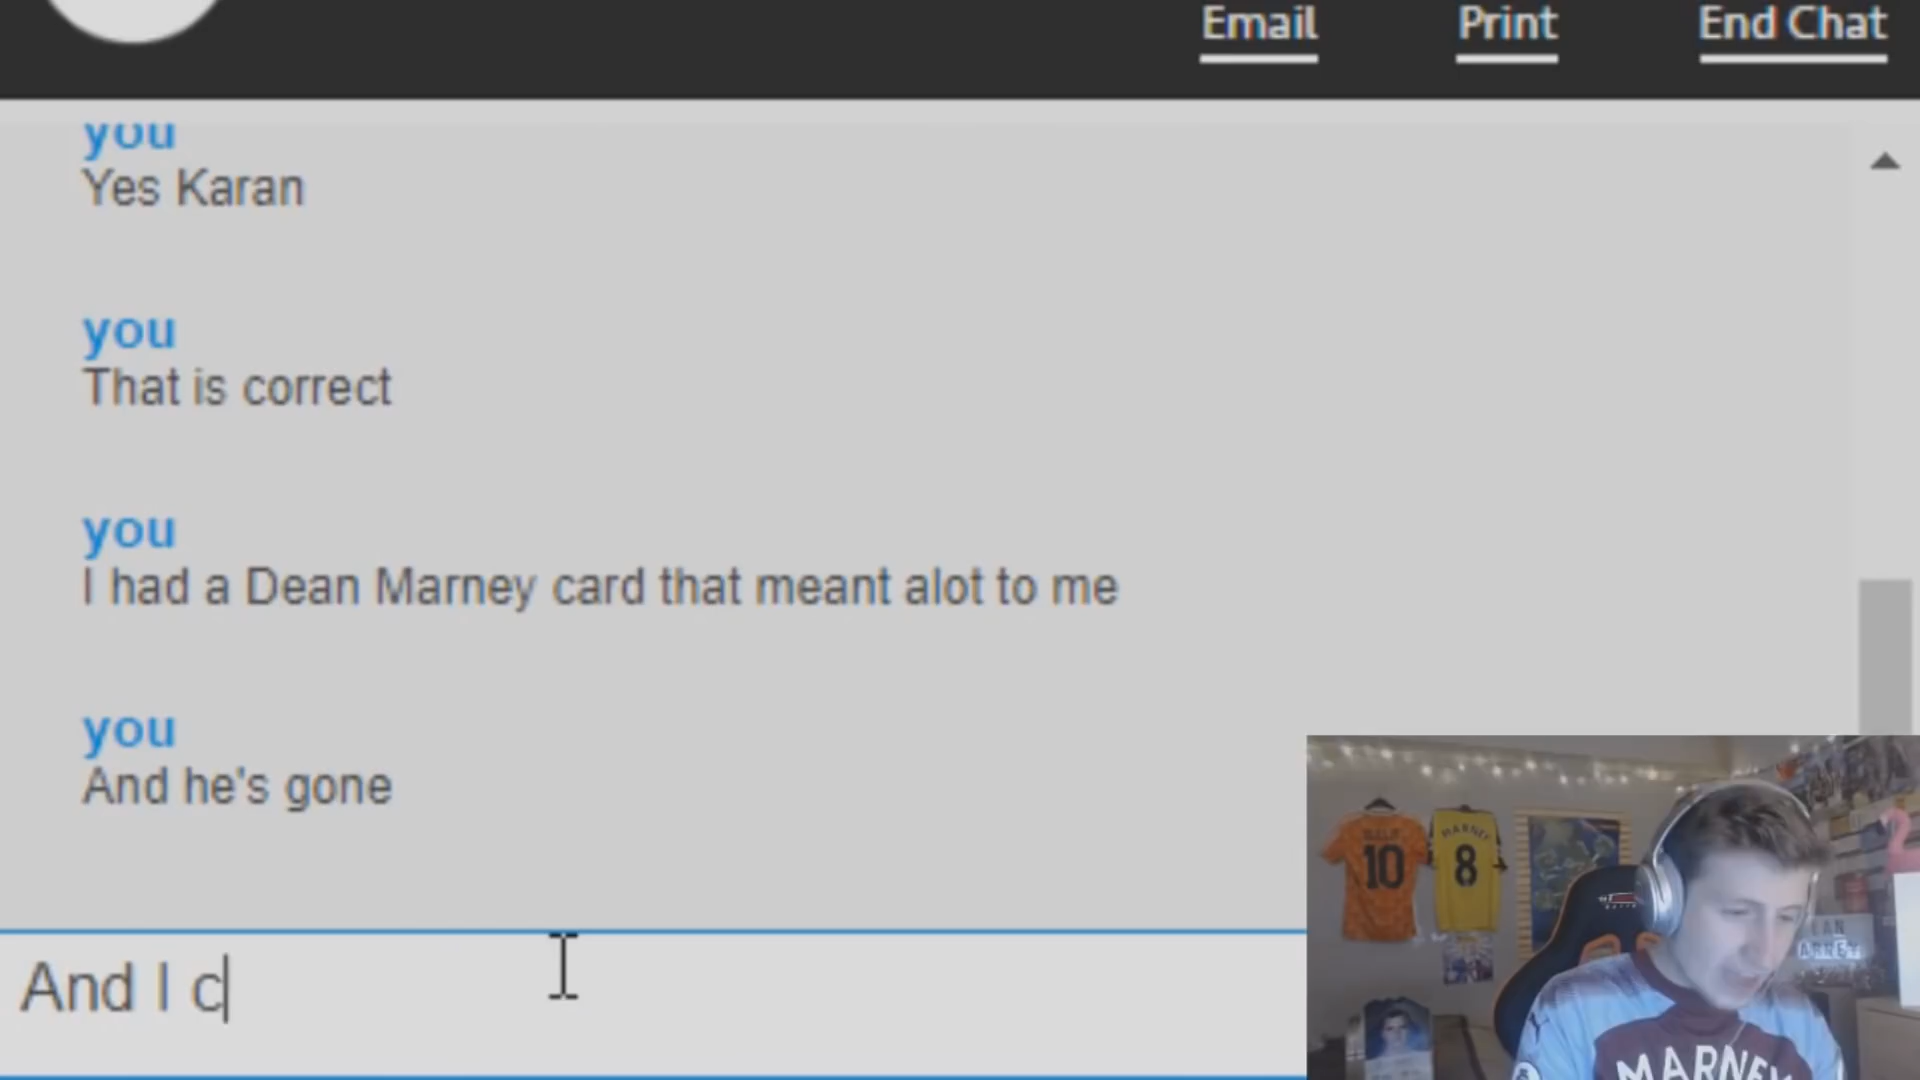 Email Print End Chat
you
Yes Karan
you
That is correct
you
I had a Dean Marney card that meant alot to me
you
And he's gone
And I c
10
MARNEY
8
MARNEY